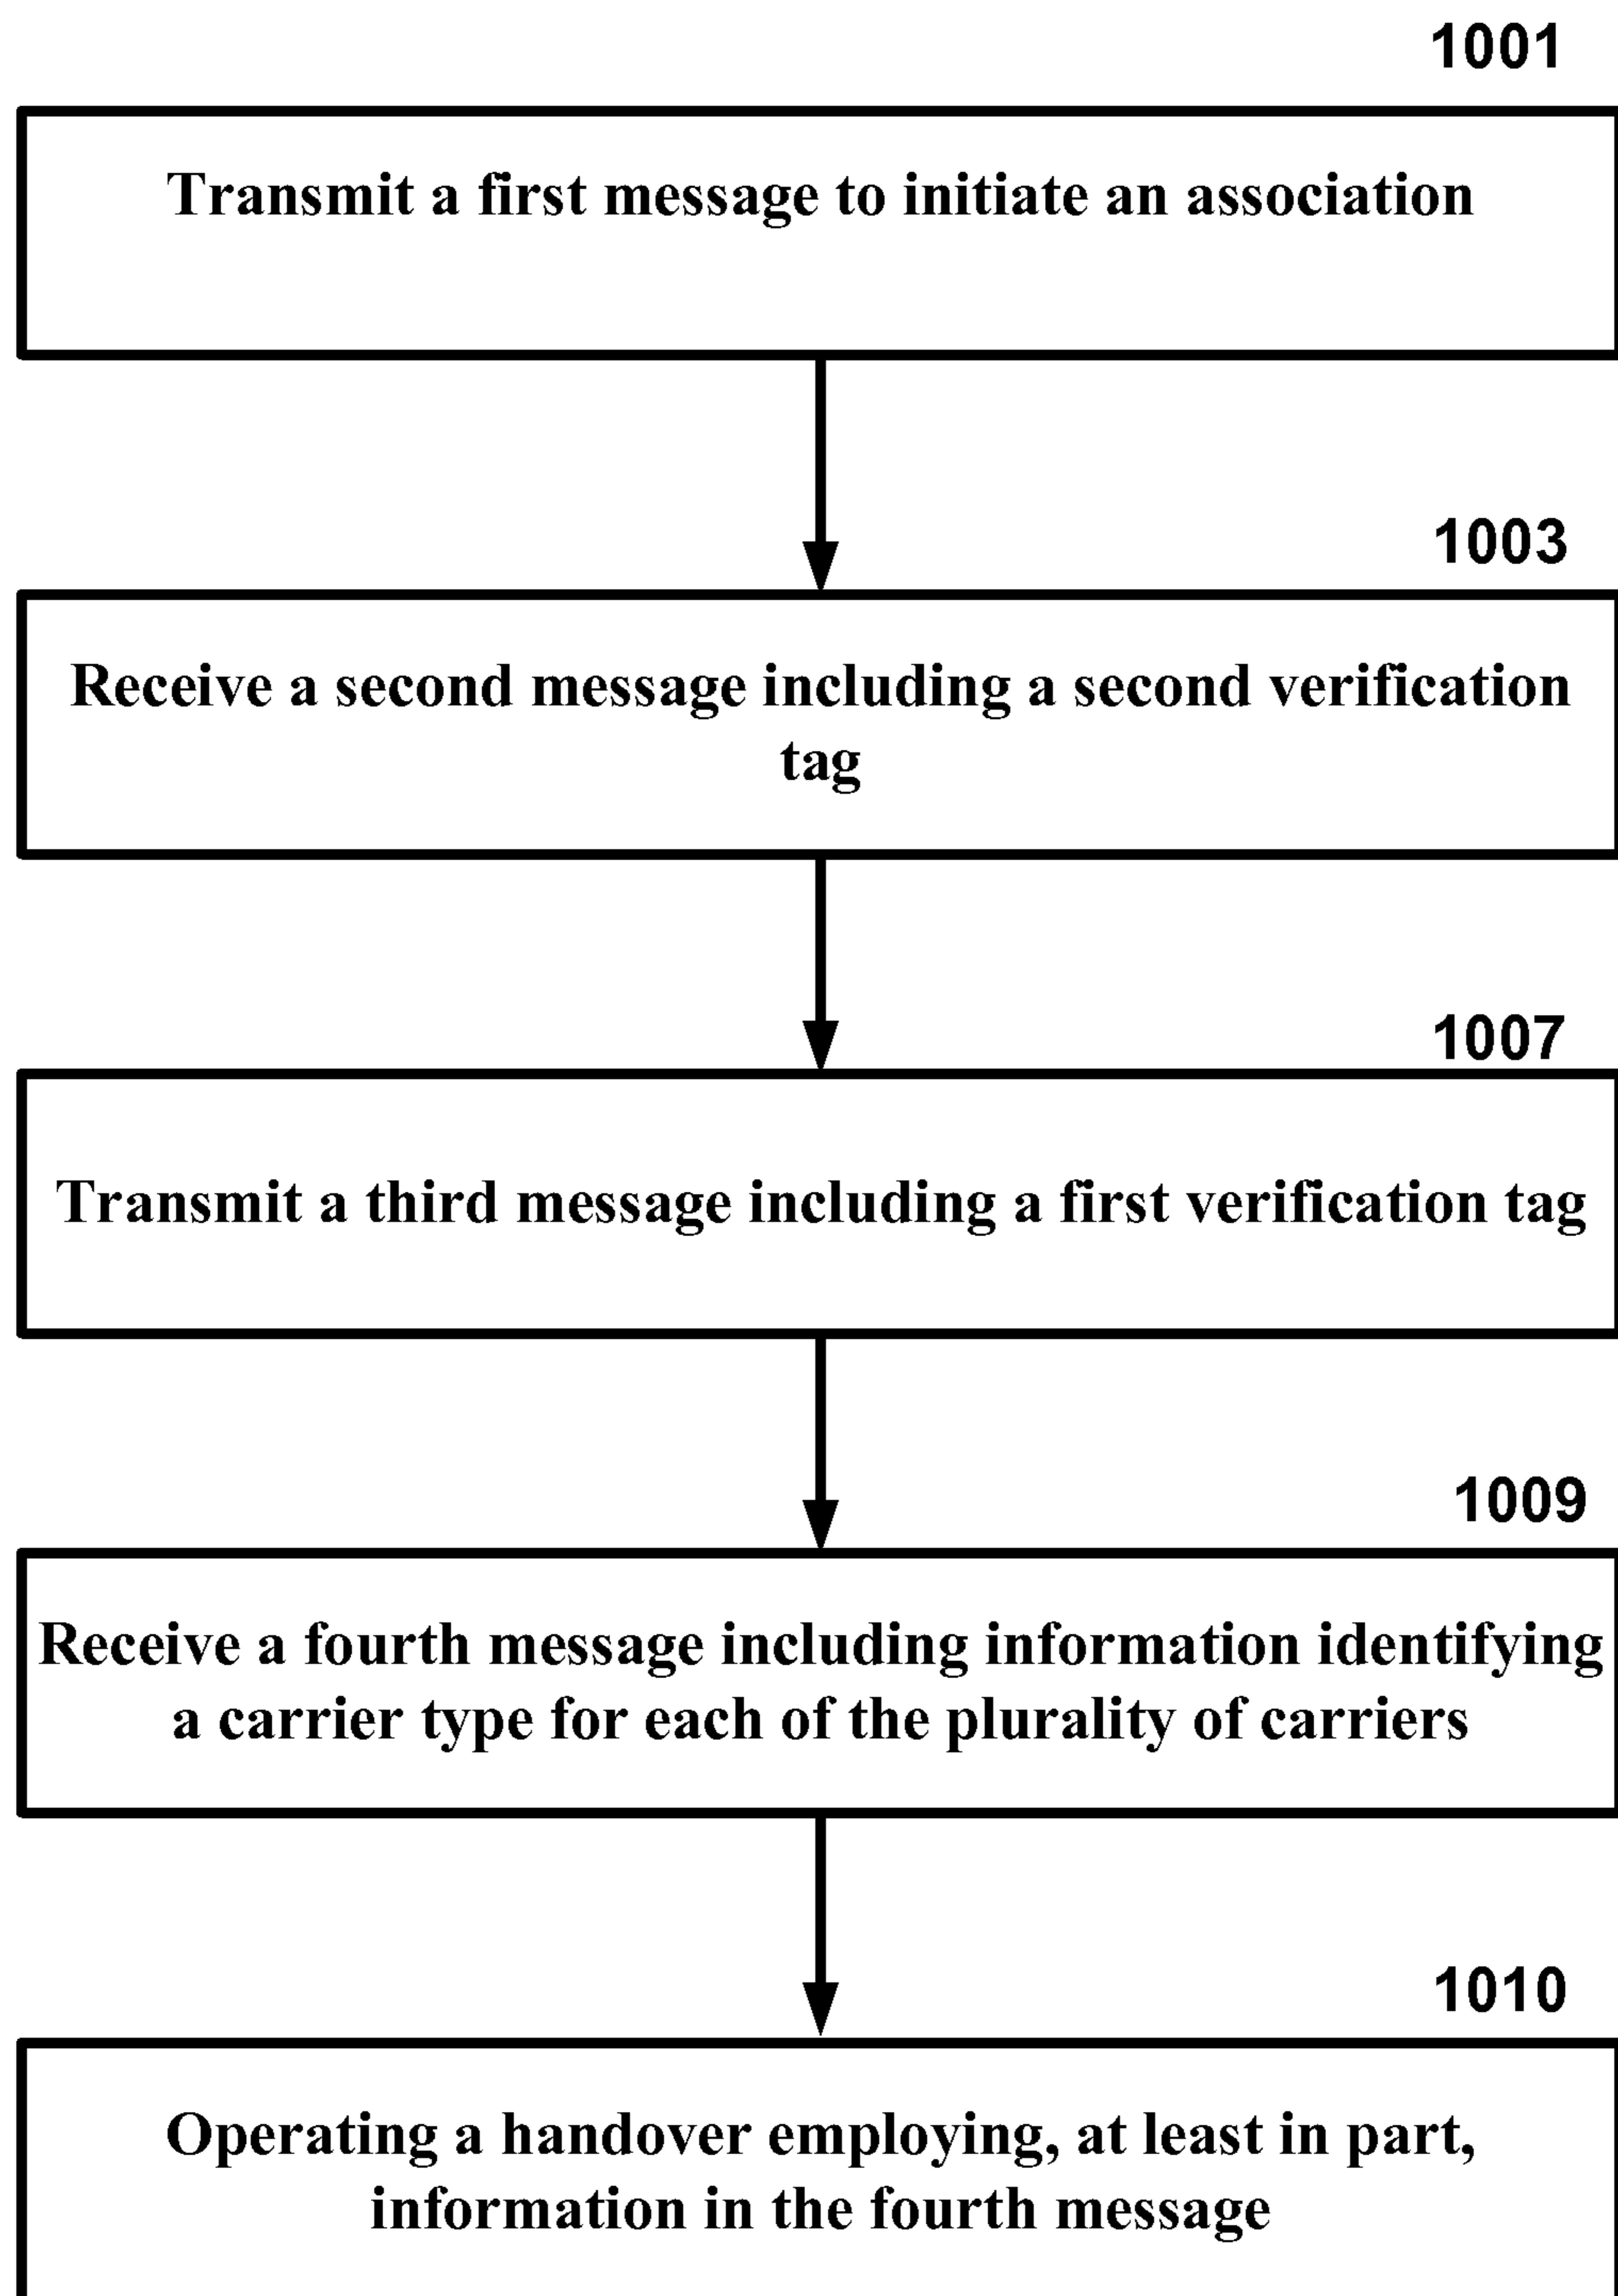 1001
Transmit a first message to initiate an association
1003
Receive a second message including a second verification
tag
1007
Transmit a third message including a first verification tag
1009
Receive a fourth message including information identifying
a carrier type for each of the plurality of carriers
1010
Operating a handover employing, at least in part,
information in the fourth message